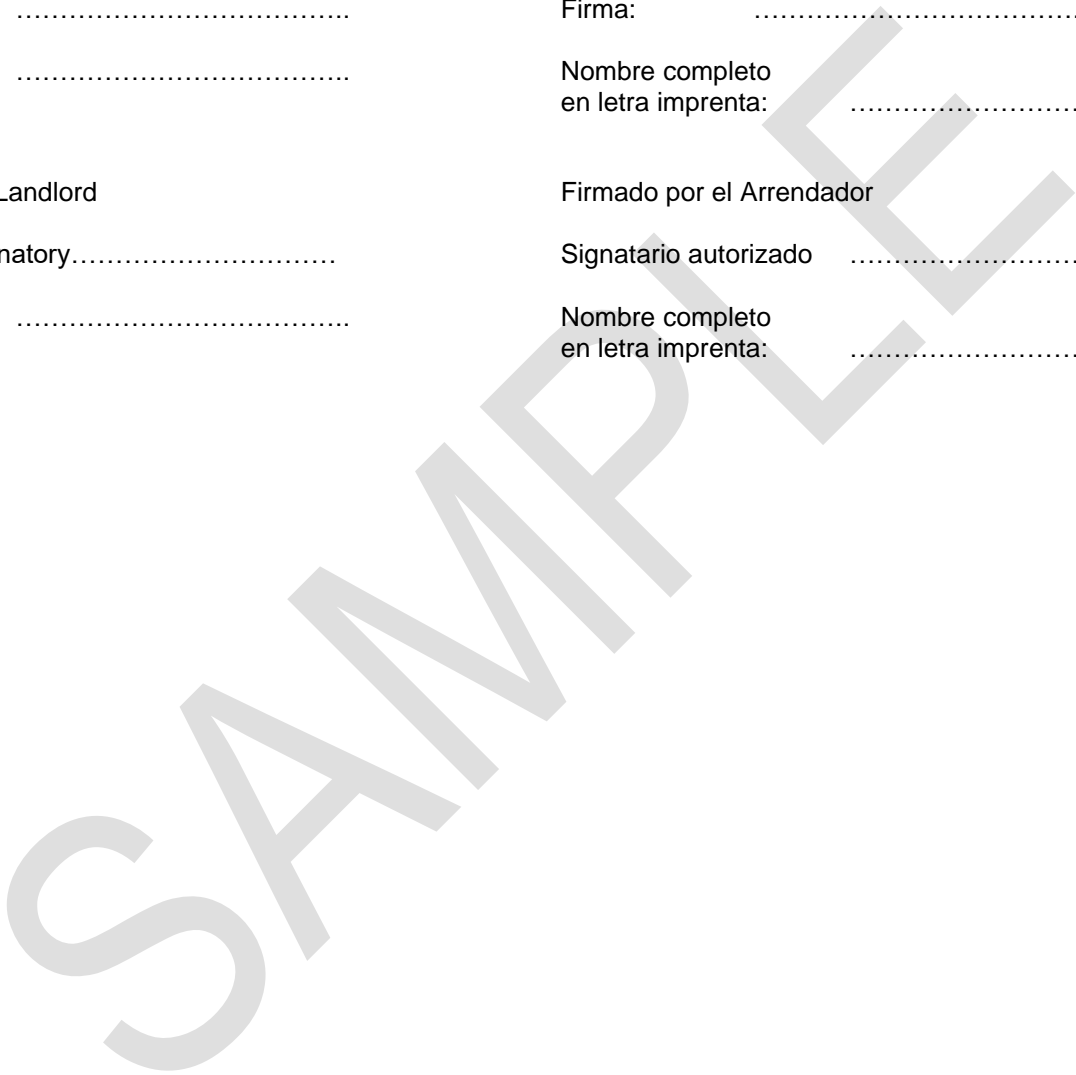 ……………………………….. Firma: ………………………………
……………………………….. Nombre completo
en letra imprenta: ………………………
Landlord Firmado por el Arrendador
natory………………………… Signatario autorizado ………………………
……………………………….. Nombre completo
en letra imprenta: ………………………
SAMPLE